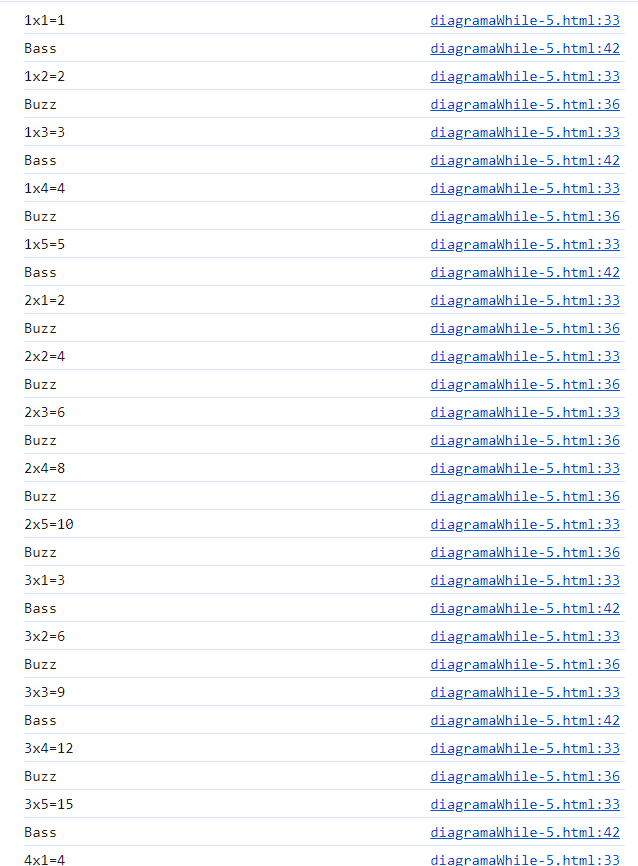 1x1=1 diagramaWhile-5.html:33
Bass diagramaWhile-5.html:42
1x2=2 diagramaWhile-5.html:33
Buzz diagramaWhile-5.html:36
1x3=3 diagramaWhile-5.html:33
Bass diagramaWhile-5.html:42
1x4=4 diagramaWhile-5.html:33
Buzz diagramaWhile-5.html:36
1x5=5 diagramaWhile-5.html:33
Bass diagramaWhile-5.html:42
2x1=2 diagramaWhile-5.html:33
Buzz diagramaWhile-5.html:36
2x2=4 diagramaWhile-5.html:33
Buzz diagramaWhile-5.html:36
2x3=6 diagramaWhile-5.html:33
Buzz diagramaWhile-5.html:36
2x4=8 diagramaWhile-5.html:33
Buzz diagramaWhile-5.html:36
2x5=10 diagramaWhile-5.html:33
Buzz diagramaWhile-5.html:36
3x1=3 diagramaWhile-5.html:33
Bass diagramaWhile-5.html:42
3x2=6 diagramaWhile-5.html:33
Buzz diagramaWhile-5.html:36
3x3=9 diagramaWhile-5.html:33
Bass diagramaWhile-5.html:42
3x4=12 diagramaWhile-5.html:33
Buzz diagramaWhile-5.html:36
3x5=15 diagramaWhile-5.html:33
Bass diagramaWhile-5.html:42
4x1=4 diagramaWhile-5.html:33